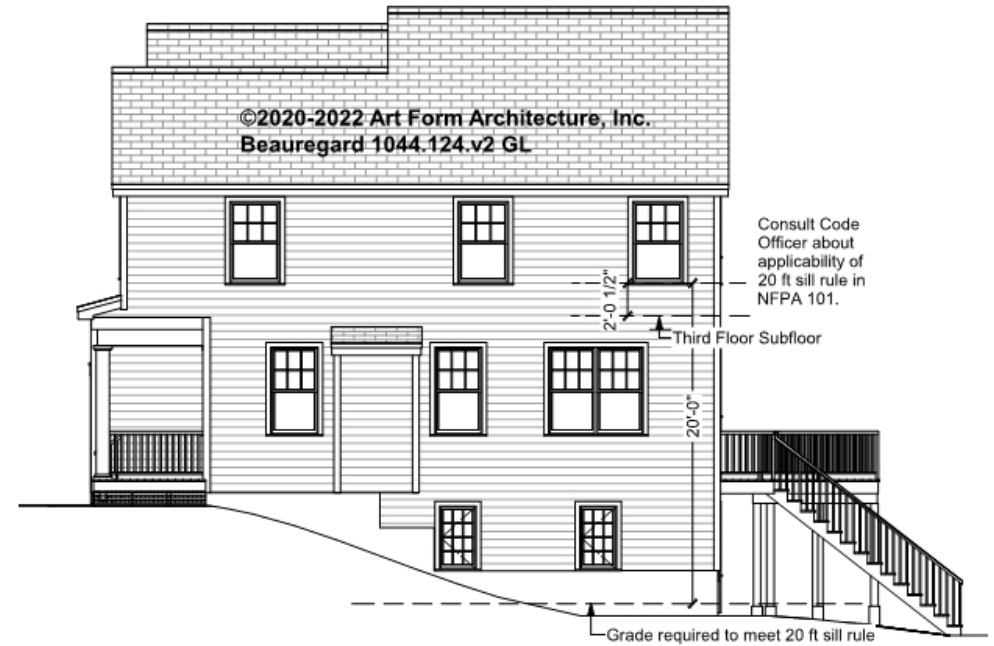 ©2020-2022 Art Form Architecture, Inc.
Beauregard 1044.124.v2 GL
Consult Code
Officer about
applicability of
20 ft sill rule in
NFPA 101.
2'-0 1/2"
Third Floor Subfloor
20'-0"
Grade required to meet 20 ft sill rule